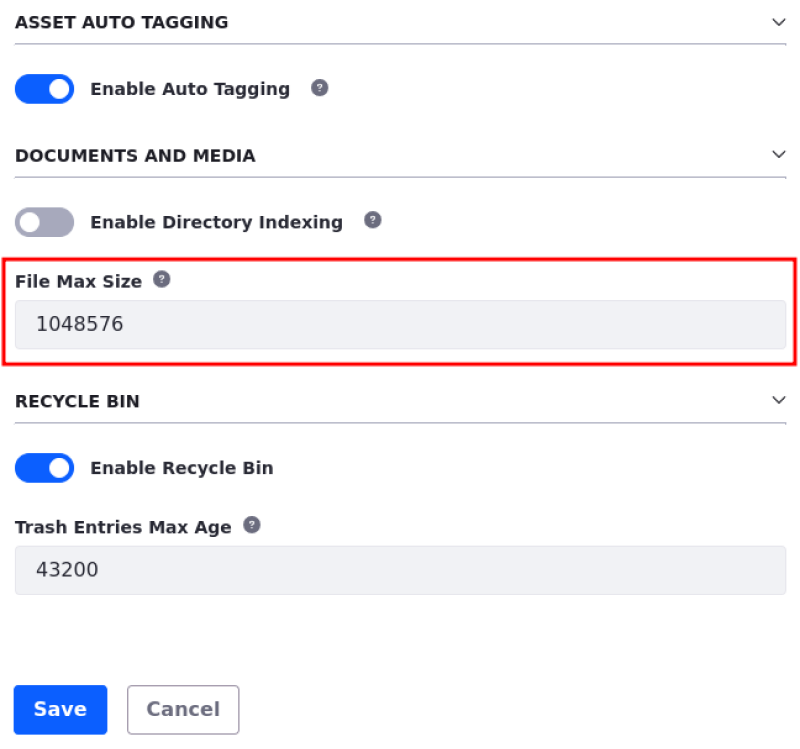 ASSET AUTO TAGGING
Enable Auto Tagging ?
DOCUMENTS AND MEDIA
Enable Directory Indexing ?
File Max Size ?
1048576
RECYCLE BIN
Enable Recycle Bin
Trash Entries Max Age ?
43200
Save Cancel